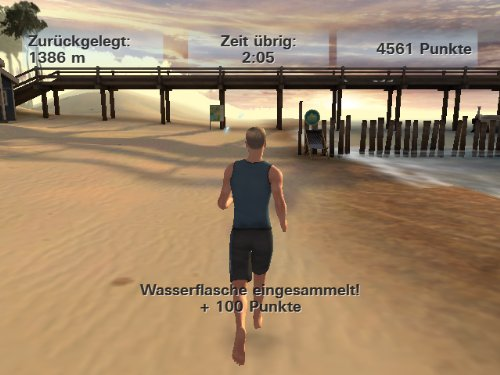 Zurückgelegt:
1386 m
Zeit übrig:
2:05
4561 Punkte
Wasserflasche eingesammelt!
+ 100 Punkte